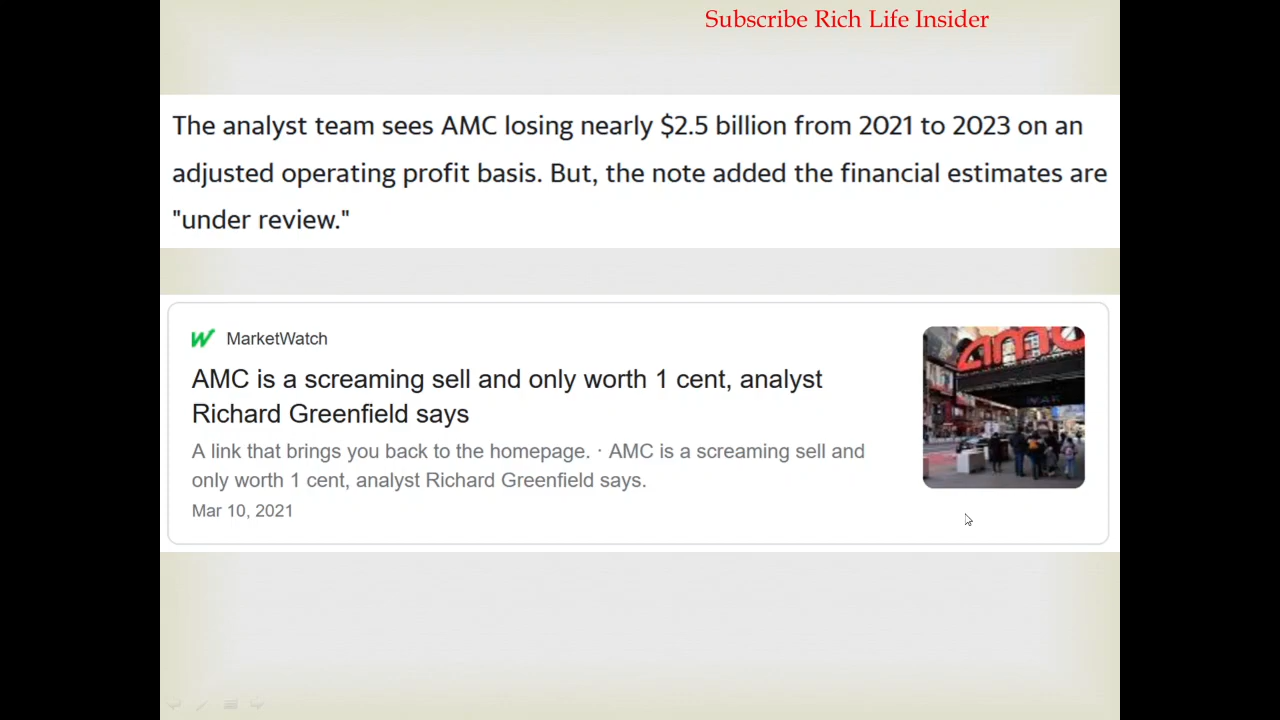 Subscribe Rich Life Insider
The analyst team sees AMC losing nearly $2.5 billion from 2021 to 2023 on an
adjusted operating profit basis. But, the note added the financial estimates are
"under review."
MarketWatch
AMC is a screaming sell and only worth 1 cent, analyst
Richard Greenfield says
A link that brings you back to the homepage. · AMC is a screaming sell and
only worth 1 cent, analyst Richard Greenfield says.
Mar 10, 2021
amc